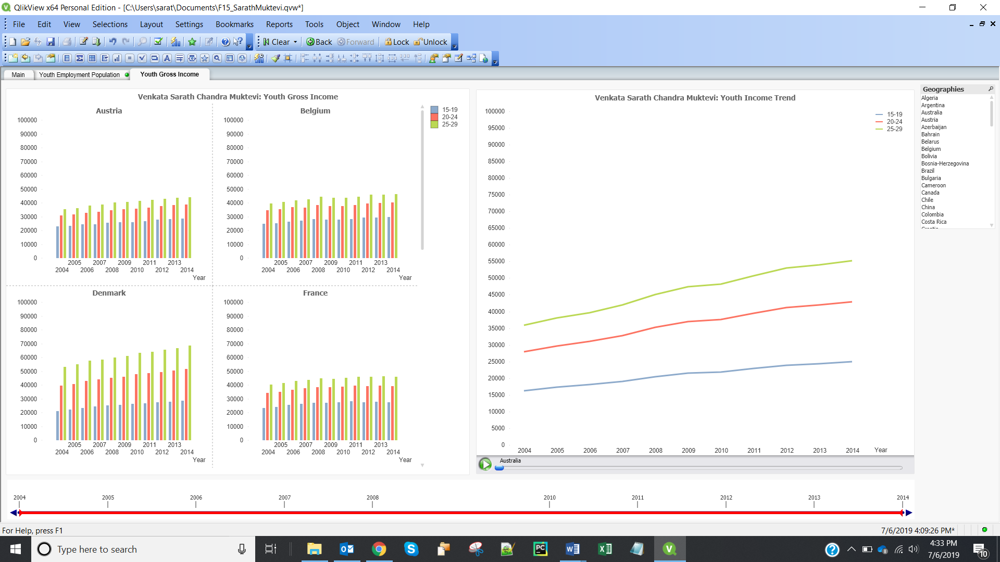 QlikView x64 Personal Edition - [C:\Users\sarat\Documents\F15_SarathMuktevi.qvw*]
File Edit View Selections Layout Settings Bookmarks Reports Tools Object Window Help
Clear Back Forward Lock Unlock
Main Youth Employment Population Youth Gross Income
Venkata Sarath Chandra Muktevi: Youth Gross Income
15-19
20-24
25-29
Austria
100000
90000
80000
70000
60000
50000
40000
30000
20000
10000
0
2005 2007 2009 2011 2013
2004 2006 2008 2010 2012 2014
Year
Belgium
100000
90000
80000
70000
60000
50000
40000
30000
20000
10000
0
2005 2007 2009 2011 2013
2004 2006 2008 2010 2012 2014
Year
Denmark
100000
90000
80000
70000
60000
50000
40000
30000
20000
10000
0
2005 2007 2009 2011 2013
2004 2006 2008 2010 2012 2014
Year
France
100000
90000
80000
70000
60000
50000
40000
30000
20000
10000
0
2005 2007 2009 2011 2013
2004 2006 2008 2010 2012 2014
Year
Venkata Sarath Chandra Muktevi: Youth Income Trend
15-19
20-24
25-29
100000
95000
90000
85000
80000
75000
70000
65000
60000
55000
50000
45000
40000
35000
30000
25000
20000
15000
10000
5000
0
2004 2005 2006 2007 2008 2009 2010 2011 2012 2013 2014 Year
Australia
Geographies
Algeria
Argentina
Australia
Austria
Azerbaijan
Bahrain
Belarus
Belgium
Bolivia
Bosnia-Herzegovina
Brazil
Bulgaria
Cameroon
Canada
Chile
China
Colombia
Costa Rica
2004 2005 2006 2007 2008 2010 2011 2012 2013 2014
For Help, press F1
7/6/2019 4:09:26 PM*
Type here to search
4:33 PM
7/6/2019
10